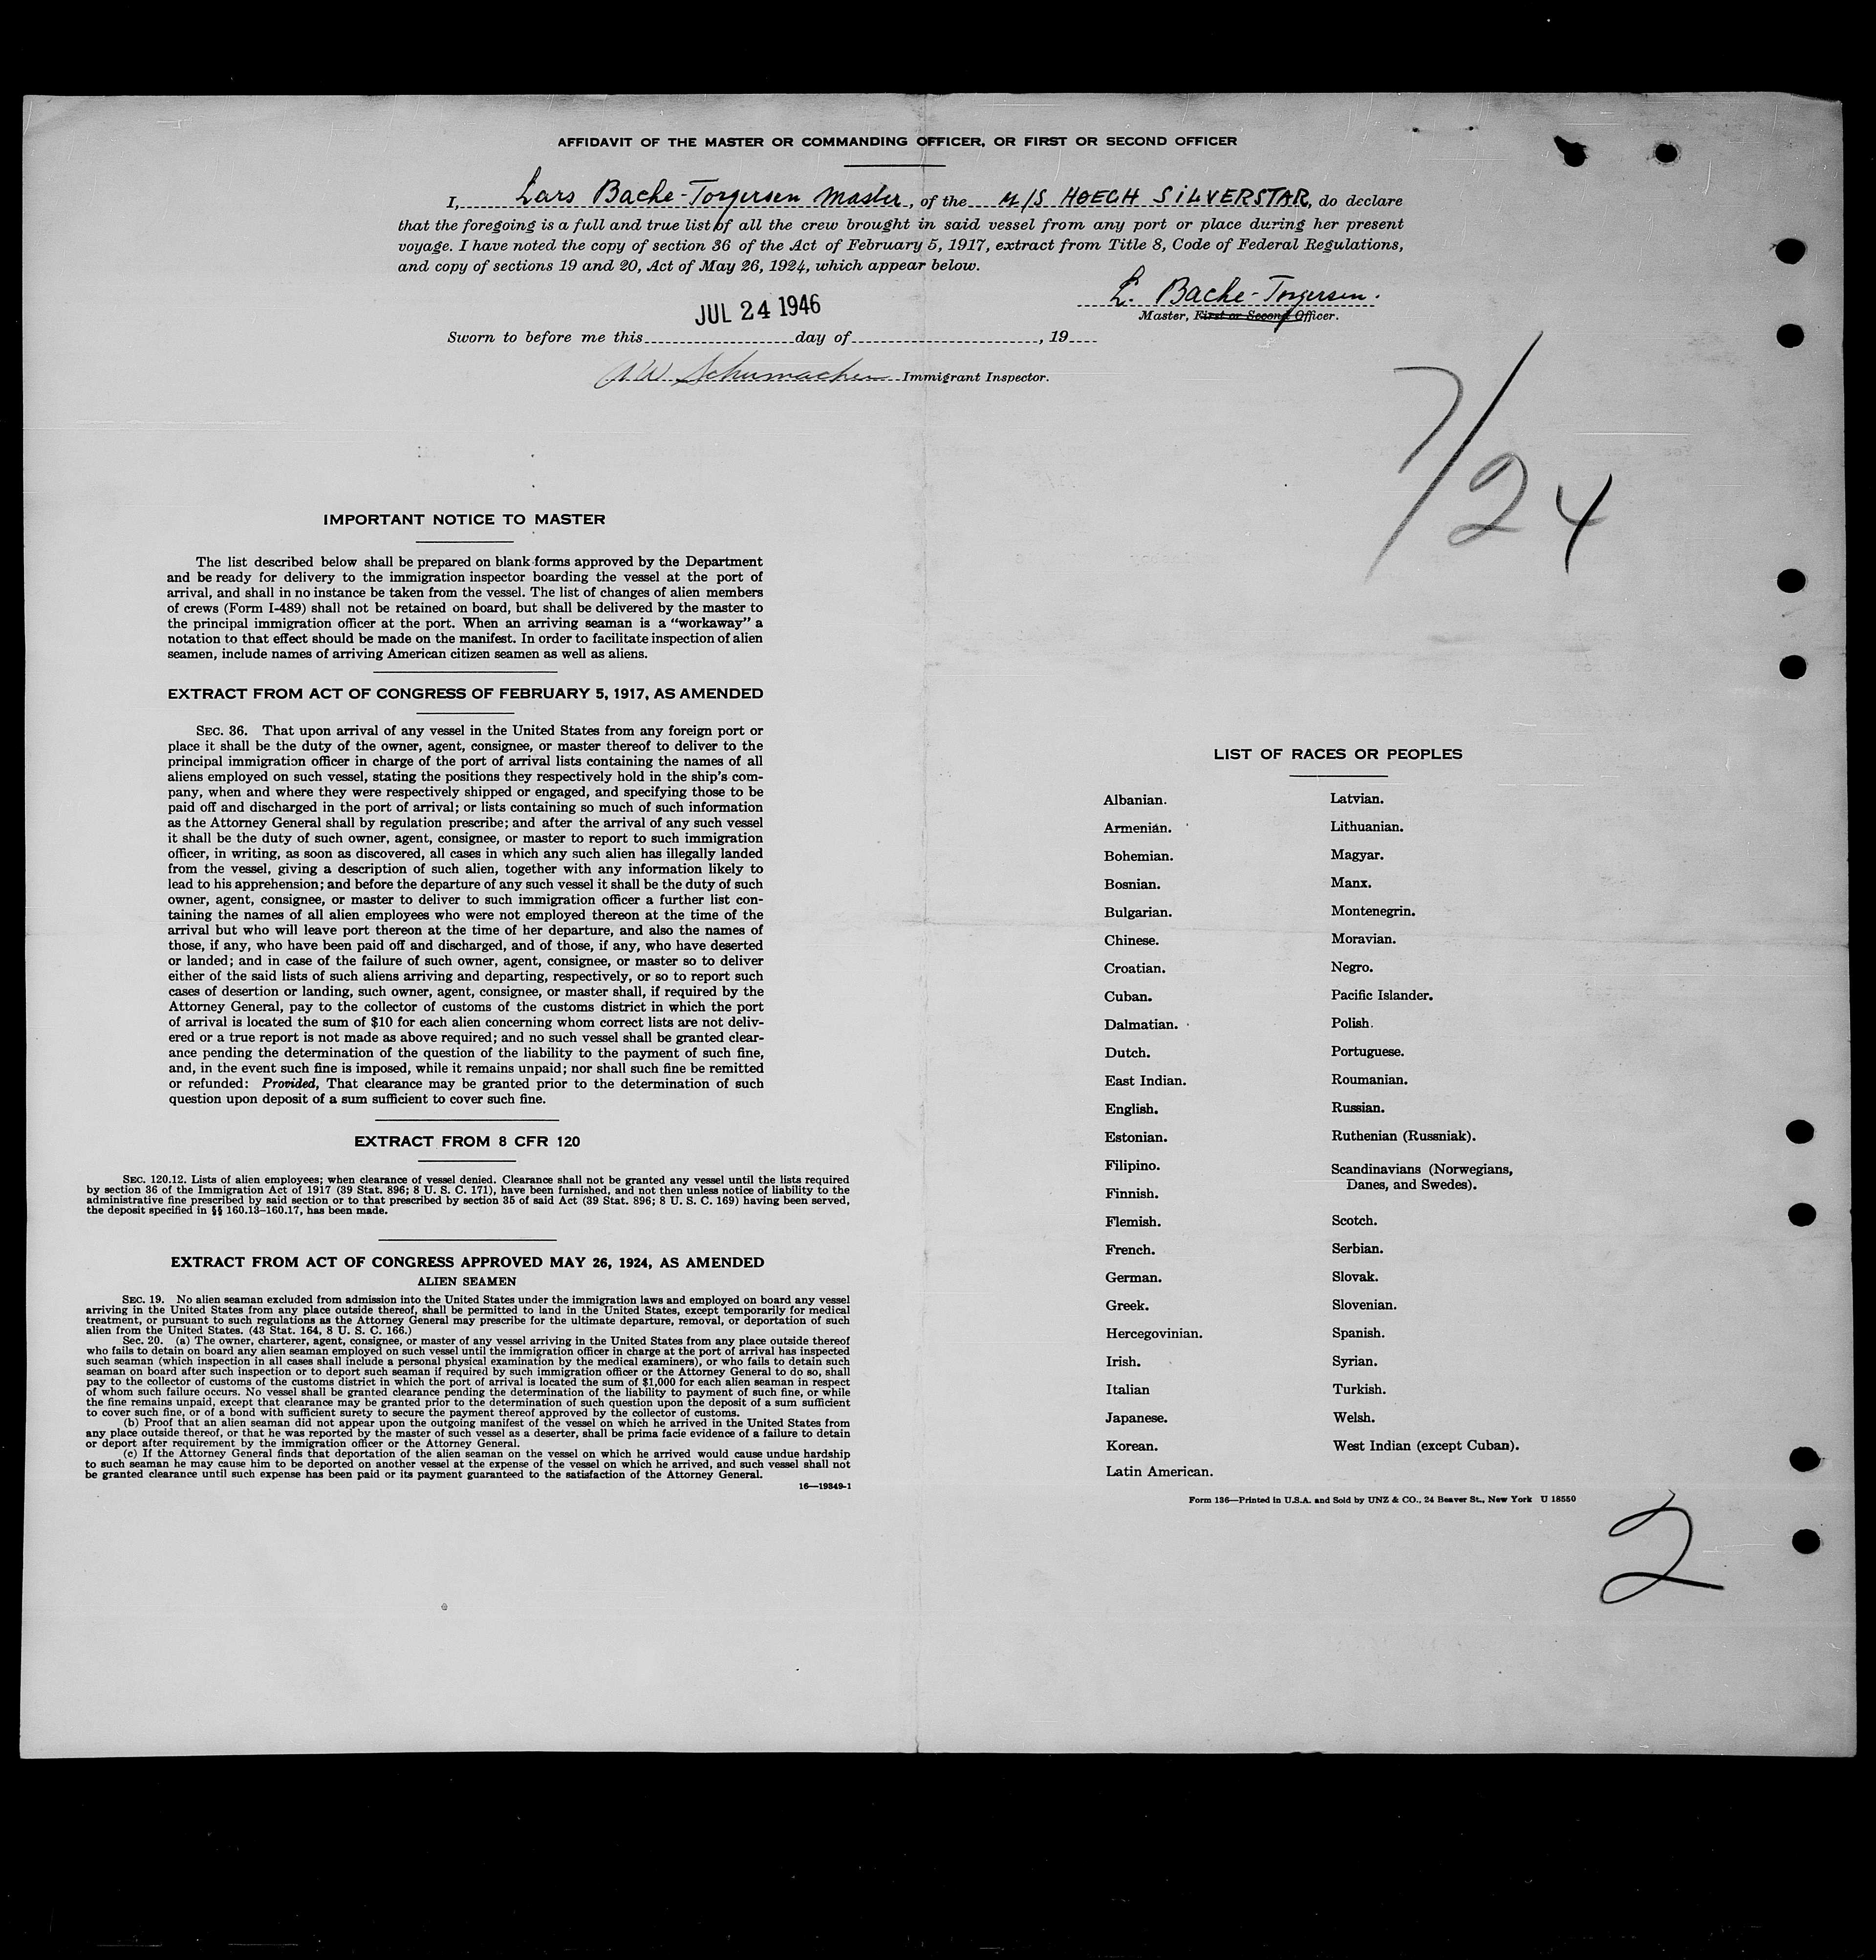 AFFIDAVIT OF THE MASTER OR COMMANDING OFFICER, OR FIRST OR SECOND OFFICER
I, Lars Bache-Torgersen Master, of the M/S HOEGH SILVERSTAR, do declare
that the foregoing is a full and true list of all the crew brought in said vessel from any port or place during her present
voyage. I have noted the copy of section 36 of the Act of February 5, 1917, extract from Title 8, Code of Federal Regulations,
and copy of sections 19 and 20, Act of May 26, 1924, which appear below.
L. Bache-Torgersen.
Master, First or Second Officer.
JUL 24 1946
Sworn to before me this day of , 19
Schumacher Immigrant Inspector.
7/24
IMPORTANT NOTICE TO MASTER
The list described below shall be prepared on blank forms approved by the Department
and be ready for delivery to the immigration inspector boarding the vessel at the port of
arrival, and shall in no instance be taken from the vessel. The list of changes of alien members
of crews (Form I-489) shall not be retained on board, but shall be delivered by the master to
the principal immigration officer at the port. When an arriving seaman is a “workaway” a
notation to that effect should be made on the manifest. In order to facilitate inspection of alien
seamen, include names of arriving American citizen seamen as well as aliens.
EXTRACT FROM ACT OF CONGRESS OF FEBRUARY 5, 1917, AS AMENDED
SEC. 36. That upon arrival of any vessel in the United States from any foreign port or
place it shall be the duty of the owner, agent, consignee, or master thereof to deliver to the
principal immigration officer in charge of the port of arrival lists containing the names of all
aliens employed on such vessel, stating the positions they respectively hold in the ship's com-
pany, when and where they were respectively shipped or engaged, and specifying those to be
paid off and discharged in the port of arrival; or lists containing so much of such information
as the Attorney General shall by regulation prescribe; and after the arrival of any such vessel
it shall be the duty of such owner, agent, consignee, or master to report to such immigration
officer, in writing, as soon as discovered, all cases in which any such alien has illegally landed
from the vessel, giving a description of such alien, together with any information likely to
lead to his apprehension; and before the departure of any such vessel it shall be the duty of such
owner, agent, consignee, or master to deliver to such immigration officer a further list con-
taining the names of all alien employees who were not employed thereon at the time of the
arrival but who will leave port thereon at the time of her departure, and also the names of
those, if any, who have been paid off and discharged, and of those, if any, who have deserted
or landed; and in case of the failure of such owner, agent, consignee, or master so to deliver
either of the said lists of such aliens arriving and departing, respectively, or so to report such
cases of desertion or landing, such owner, agent, consignee, or master shall, if required by the
Attorney General, pay to the collector of customs of the customs district in which the port
of arrival is located the sum of $10 for each alien concerning whom correct lists are not deliv-
ered or a true report is not made as above required; and no such vessel shall be granted clear-
ance pending the determination of the question of the liability to the payment of such fine,
and, in the event such fine is imposed, while it remains unpaid; nor shall such fine be remitted
or refunded: Provided, That clearance may be granted prior to the determination of such
question upon deposit of a sum sufficient to cover such fine.
EXTRACT FROM 8 CFR 120
SEC. 120.12. Lists of alien employees; when clearance of vessel denied. Clearance shall not be granted any vessel until the lists required
by section 36 of the Immigration Act of 1917 (39 Stat. 896; 8 U. S. C. 171), have been furnished, and not then unless notice of liability to the
administrative fine prescribed by said section or to that prescribed by section 35 of said Act (39 Stat. 896; 8 U. S. C. 169) having been served,
the deposit specified in §§ 160.13–160.17, has been made.
EXTRACT FROM ACT OF CONGRESS APPROVED MAY 26, 1924, AS AMENDED
ALIEN SEAMEN
SEC. 19. No alien seaman excluded from admission into the United States under the immigration laws and employed on board any vessel
arriving in the United States from any place outside thereof, shall be permitted to land in the United States, except temporarily for medical
treatment, or pursuant to such regulations as the Attorney General may prescribe for the ultimate departure, removal, or deportation of such
alien from the United States. (43 Stat. 164, 8 U. S. C. 166.)
Sec. 20. (a) The owner, charterer, agent, consignee, or master of any vessel arriving in the United States from any place outside thereof
who fails to detain on board any alien seaman employed on such vessel until the immigration officer in charge at the port of arrival has inspected
such seaman (which inspection in all cases shall include a personal physical examination by the medical examiners), or who fails to detain such
seaman on board after such inspection or to deport such seaman if required by such immigration officer or the Attorney General to do so, shall
pay to the collector of customs of the customs district in which the port of arrival is located the sum of $1,000 for each alien seaman in respect
of whom such failure occurs. No vessel shall be granted clearance pending the determination of the liability to payment of such fine, or while
the fine remains unpaid, except that clearance may be granted prior to the determination of such question upon the deposit of a sum sufficient
to cover such fine, or of a bond with sufficient surety to secure the payment thereof approved by the collector of customs.
(b) Proof that an alien seaman did not appear upon the outgoing manifest of the vessel on which he arrived in the United States from
any place outside thereof, or that he was reported by the master of such vessel as a deserter, shall be prima facie evidence of a failure to detain
or deport after requirement by the immigration officer or the Attorney General.
(c) If the Attorney General finds that deportation of the alien seaman on the vessel on which he arrived would cause undue hardship
to such seaman he may cause him to be deported on another vessel at the expense of the vessel on which he arrived, and such vessel shall not
be granted clearance until such expense has been paid or its payment guaranteed to the satisfaction of the Attorney General.
16—19349-1
LIST OF RACES OR PEOPLES
Albanian.
Armenian.
Bohemian.
Bosnian.
Bulgarian.
Chinese.
Croatian.
Cuban.
Dalmatian.
Dutch.
East Indian.
English.
Estonian.
Filipino.
Finnish.
Flemish.
French.
German.
Greek.
Hercegovinian.
Irish.
Italian
Japanese.
Korean.
Latin American.
Latvian.
Lithuanian.
Magyar.
Manx.
Montenegrin.
Moravian.
Negro.
Pacific Islander.
Polish.
Portuguese.
Roumanian.
Russian.
Ruthenian (Russniak).
Scandinavians (Norwegians,
Danes, and Swedes).
Scotch.
Serbian.
Slovak.
Slovenian.
Spanish.
Syrian.
Turkish.
Welsh.
West Indian (except Cuban).
Form 136—Printed in U.S.A. and Sold by UNZ & CO., 24 Beaver St., New York U 18550
2